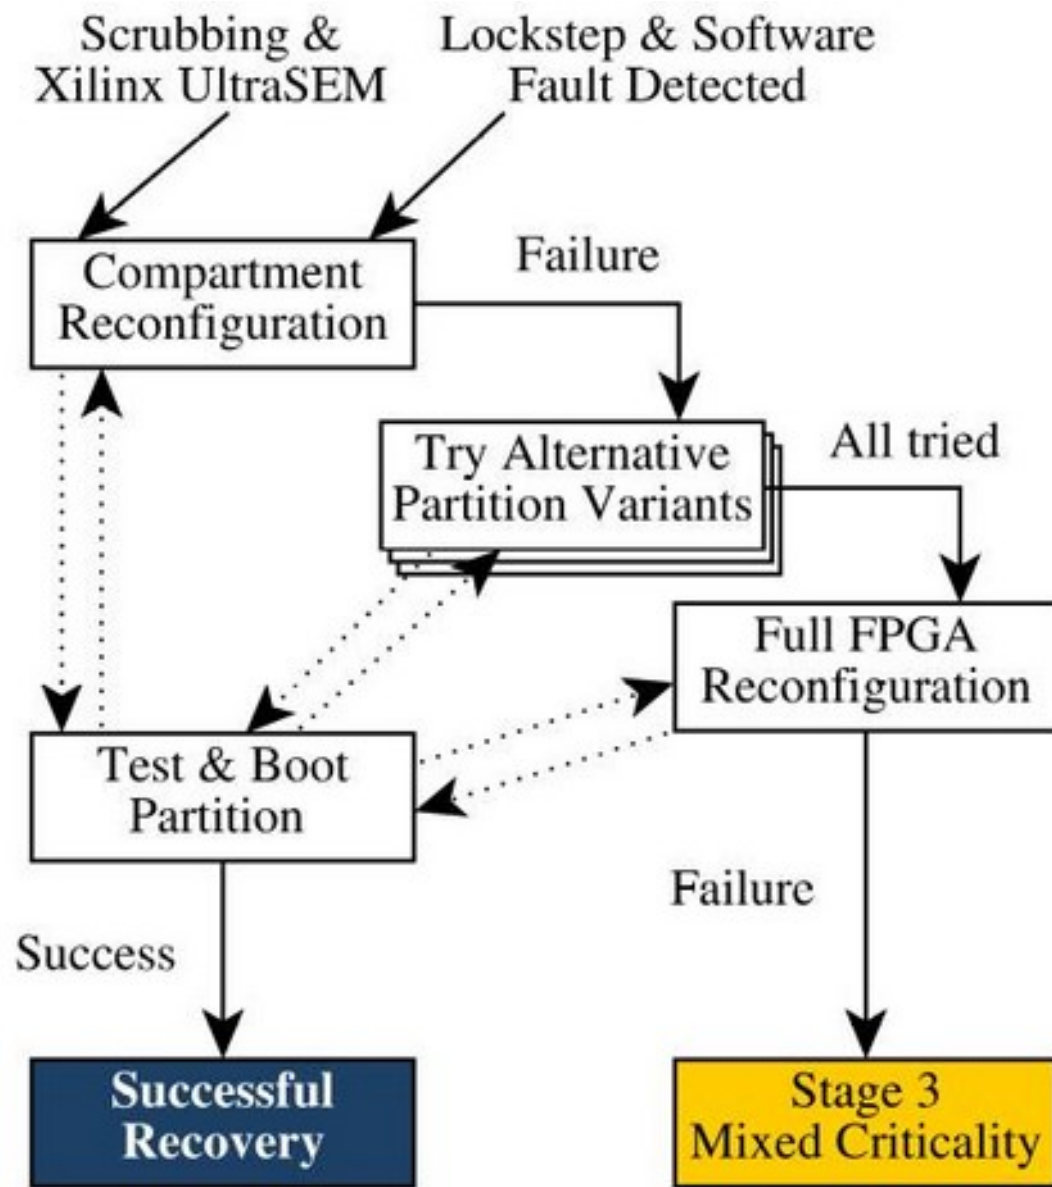 Scrubbing &
Xilinx UltraSEM
Lockstep & Software
Fault Detected
Compartment
Reconfiguration
Failure
Try Alternative
Partition Variants
All tried
Full FPGA
Reconfiguration
Test & Boot
Partition
Failure
Success
Successful
Recovery
Stage 3
Mixed Criticality